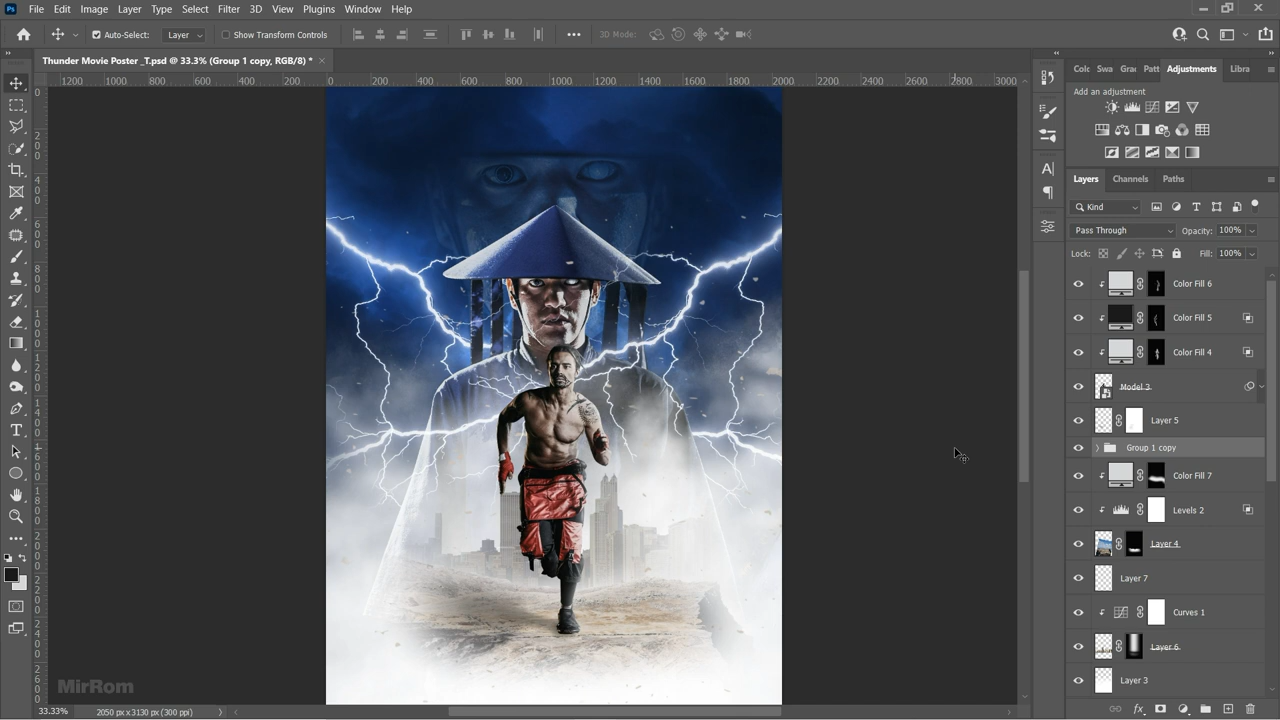 File Edit Image Layer Type Select Filter 3D View Plugins Window Help
Auto-Select: Layer Show Transform Controls 3D Mode:
Thunder Movie Poster _T.psd @ 33.3% (Group 1 copy, RGB/8) *
1200 1000 800 600 400 200 0 200 400 600 800 1000 1200 1400 1600 1800 2000 2200 2400 2600 2800 3000
Colc Swa Grac Patt Adjustments Libra
Add an adjustment
Layers Channels Paths
Kind
Pass Through Opacity: 100%
Lock: Fill: 100%
Color Fill 6
Color Fill 5
Color Fill 4
Model 3
Layer 5
Group 1 copy
Color Fill 7
Levels 2
Layer 4
Layer 7
Curves 1
Layer 6
Layer 3
MirRom
33.33% 2050 px x 3130 px (300 ppi)